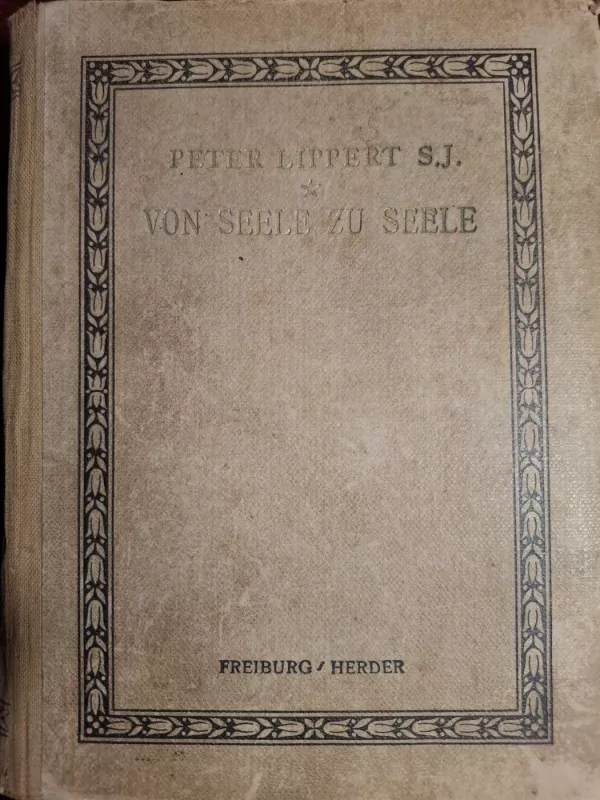 PETER LIPPERT S.J.
VON SEELE ZU SEELE
FREIBURG / HERDER